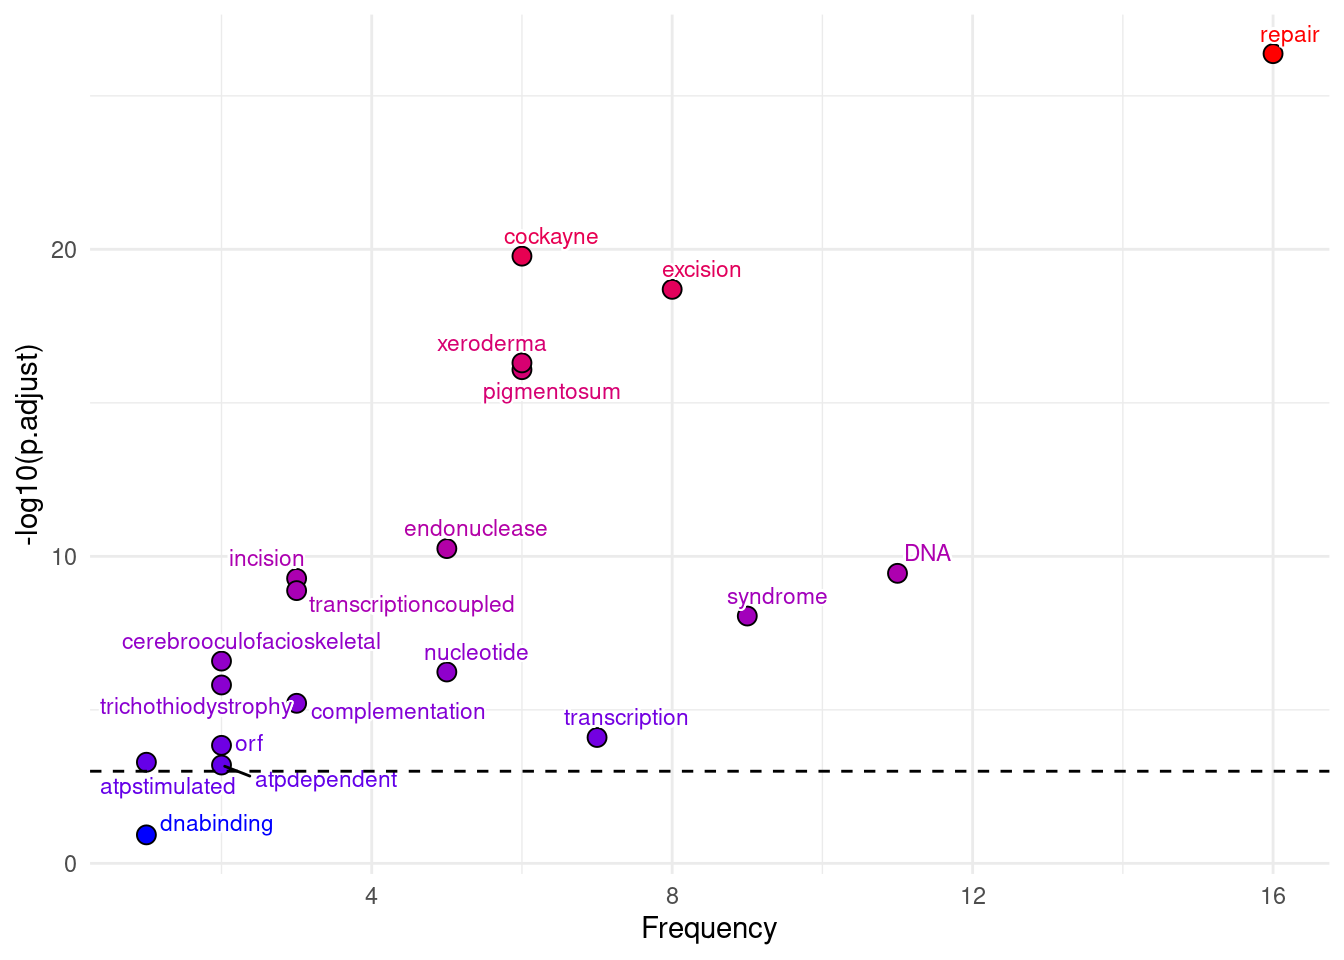 repair
cockayne
excision
20
xeroderma
pigmentosum
-log10(p.adjust)
endonuclease
DNA
10
incision
transcriptioncoupled
syndrome
cerebrooculofacioskeletal
nucleotide
trichothiodystrophy
complementation
transcription
orf
atpdependent
atpstimulated
dnabinding
0
4 8 12 16
Frequency